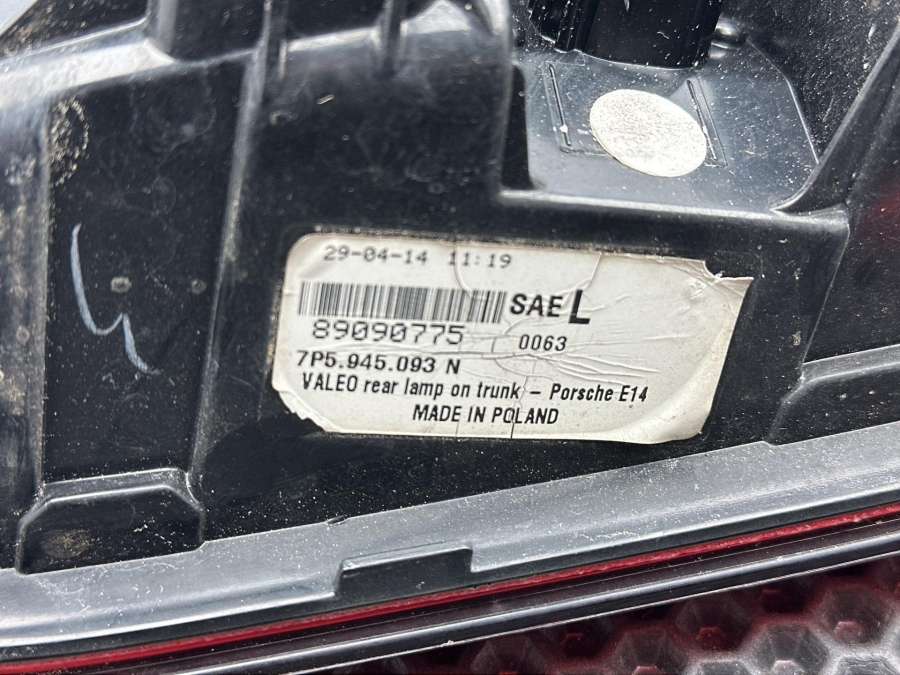 29-04-14 11:19
SAE L
89090775 0063
7P5.945.093 N
VALEO rear lamp on trunk - Porsche E14
MADE IN POLAND